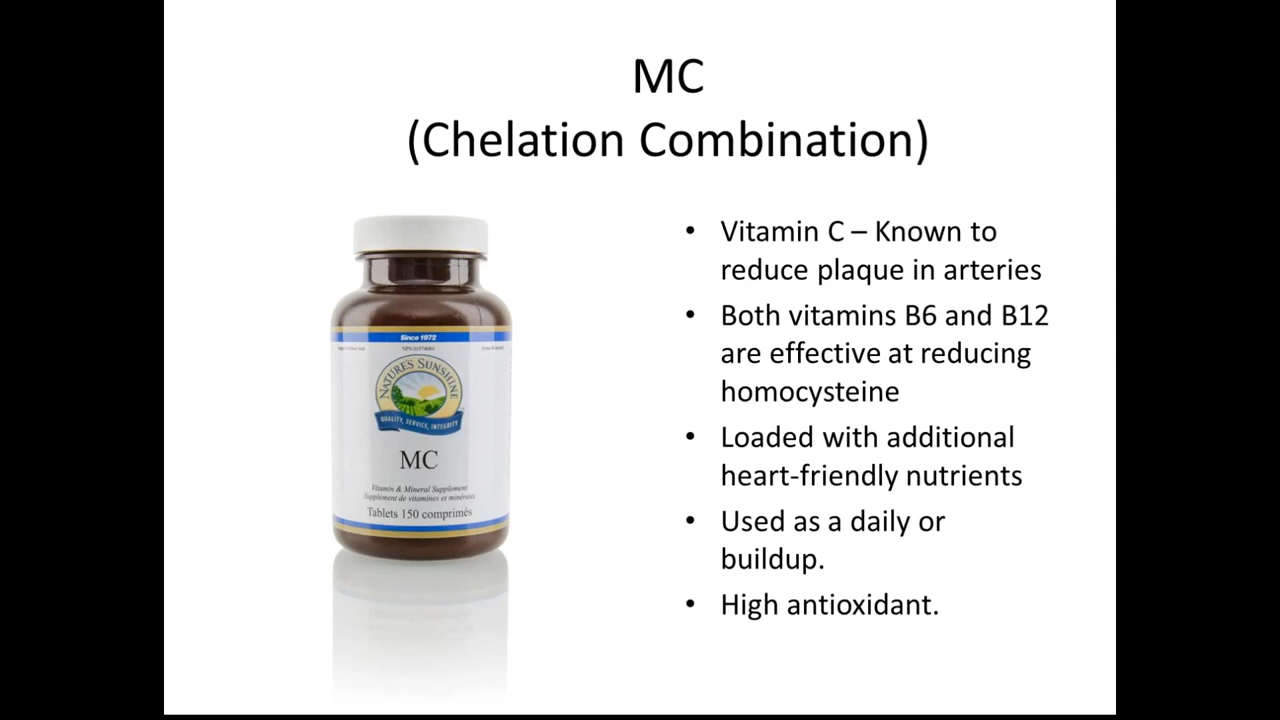 MC
(Chelation Combination)
• Vitamin C – Known to
reduce plaque in arteries
• Both vitamins B6 and B12
are effective at reducing
homocysteine
• Loaded with additional
heart-friendly nutrients
• Used as a daily or
buildup.
• High antioxidant.
Since 1972
NATURE'S SUNSHINE
QUALITY, SERVICE, INTEGRITY
MC
Vitamin & Mineral Supplement
Supplément de vitamines et minéraux
Tablets 150 comprimés